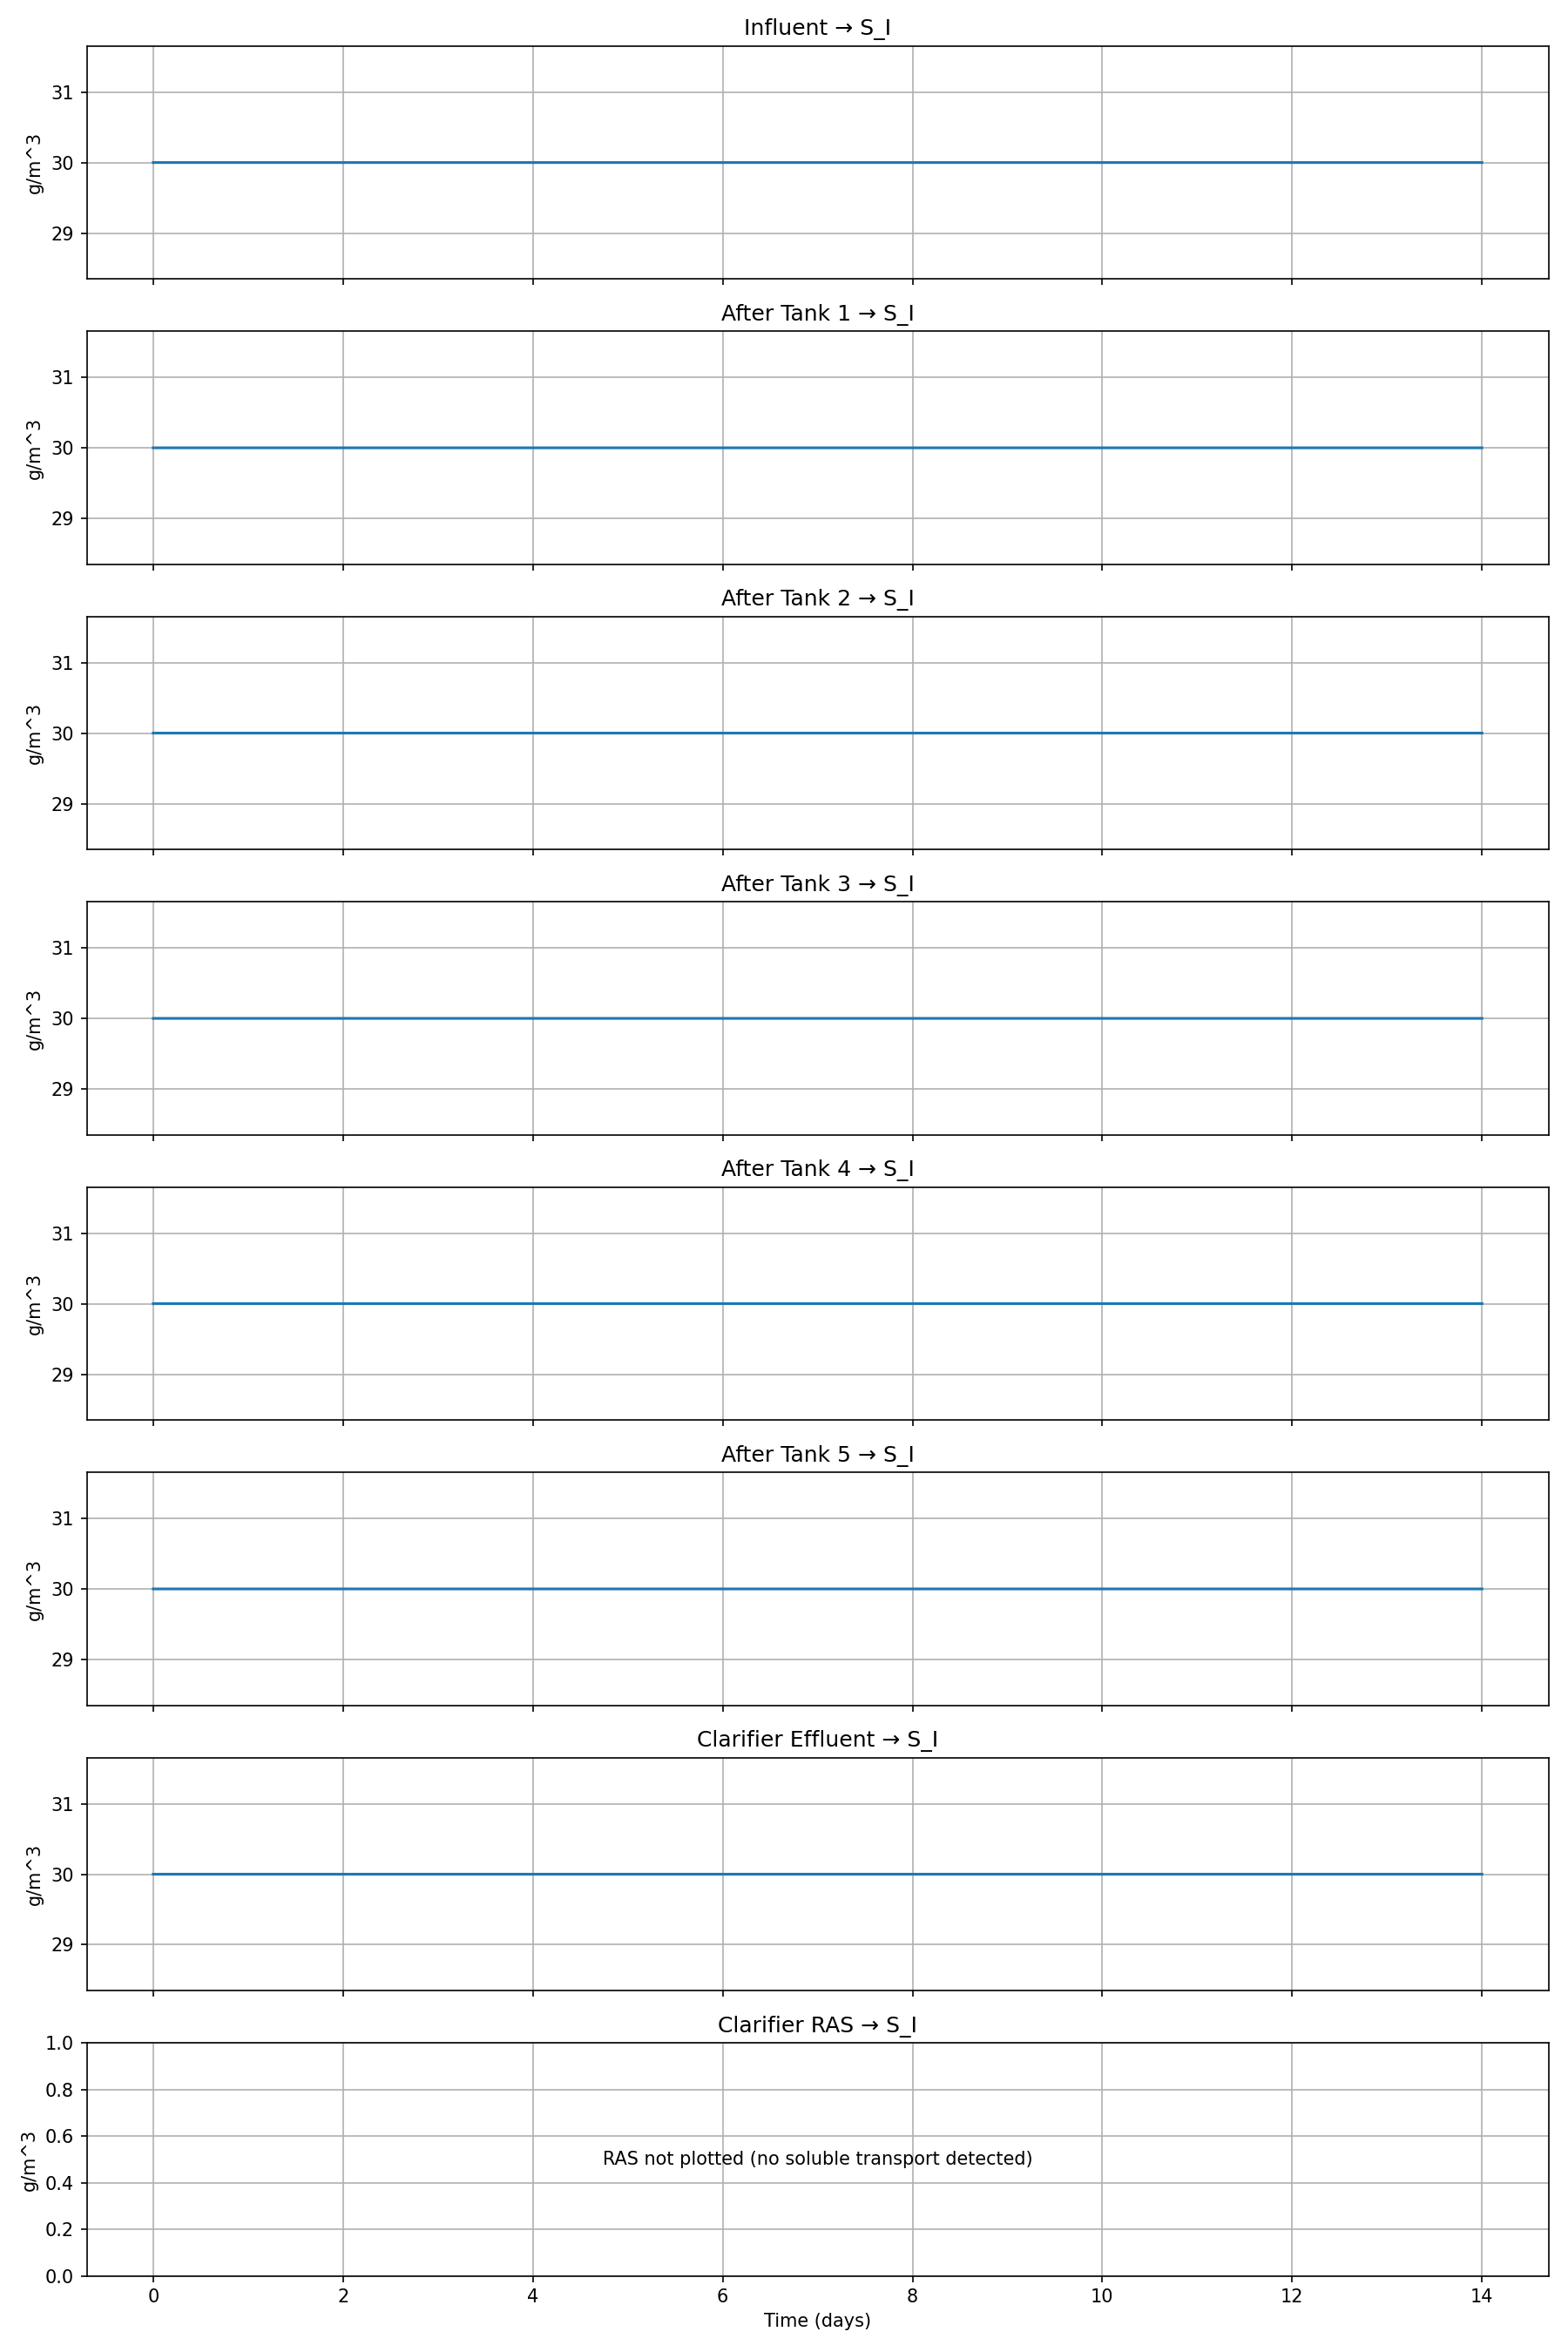 Influent → S_I
g/m^3
31
30
29
After Tank 1 → S_I
g/m^3
31
30
29
After Tank 2 → S_I
g/m^3
31
30
29
After Tank 3 → S_I
g/m^3
31
30
29
After Tank 4 → S_I
g/m^3
31
30
29
After Tank 5 → S_I
g/m^3
31
30
29
Clarifier Effluent → S_I
g/m^3
31
30
29
Clarifier RAS → S_I
g/m^3
1.0
0.8
0.6
RAS not plotted (no soluble transport detected)
0.4
0.2
0.0
0 2 4 6 8 10 12 14
Time (days)